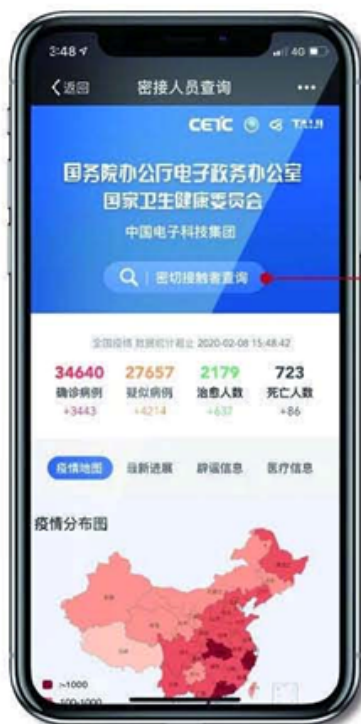 3:48
4G
返回
密接人员查询
CETC
TAIJI
国务院办公厅电子政务办公室
国家卫生健康委员会
中国电子科技集团
密切接触者查询
全国疫情 数据统计截止 2020-02-08 15:48:42
34640 27657 2179 723
确诊病例 疑似病例 治愈人数 死亡人数
+3443 +4214 +637 +86
疫情地图 最新进展 辟谣信息 医疗信息
疫情分布图
>1000
100-1000